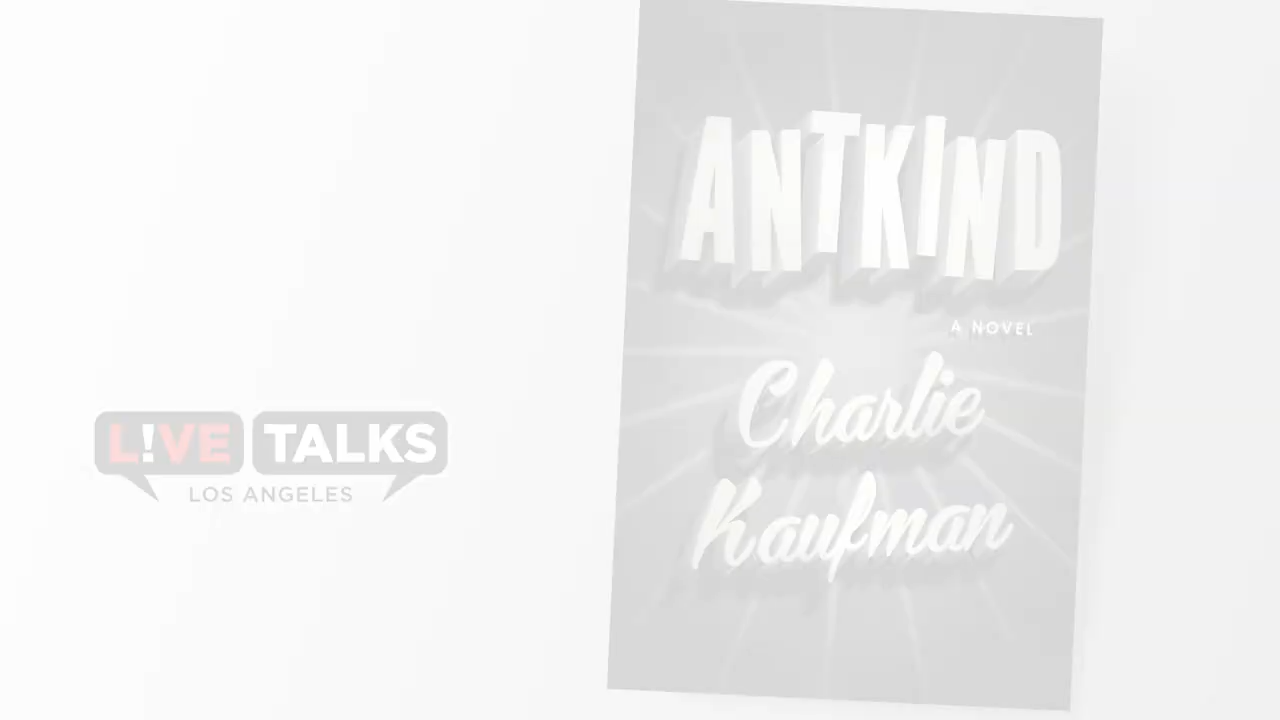 ANTKIND
A NOVEL
Charlie
Kaufman
L!VE TALKS
LOS ANGELES